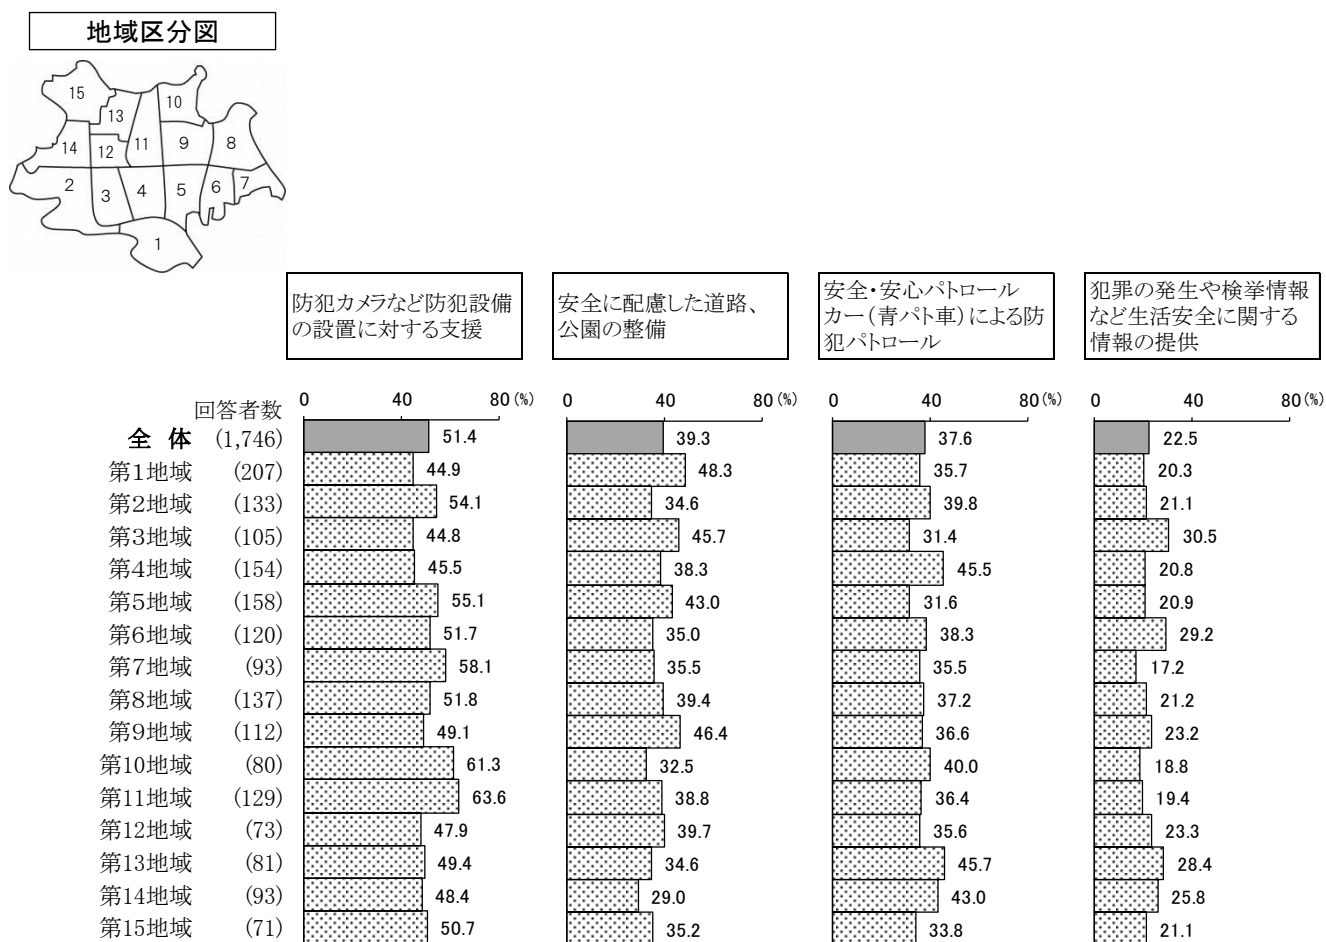 地域区分図
15
10
13
14
12
11
9
8
2
3
4
5
6
7
1
防犯カメラなど防犯設備
の設置に対する支援
安全に配慮した道路、
公園の整備
安全・安心パトロール
カー(青パト車)による防
犯パトロール
犯罪の発生や検挙情報
など生活安全に関する
情報の提供
0 40 80(%) 0 40 80(%) 0 40 80(%) 0 40 80(%)
回答者数
全 体 (1,746) 51.4 39.3 37.6 22.5
第1地域 (207) 44.9 48.3 35.7 20.3
第2地域 (133) 54.1 34.6 39.8 21.1
第3地域 (105) 44.8 45.7 31.4 30.5
第4地域 (154) 45.5 38.3 45.5 20.8
第5地域 (158) 55.1 43.0 31.6 20.9
第6地域 (120) 51.7 35.0 38.3 29.2
第7地域 (93) 58.1 35.5 35.5 17.2
第8地域 (137) 51.8 39.4 37.2 21.2
第9地域 (112) 49.1 46.4 36.6 23.2
第10地域 (80) 61.3 32.5 40.0 18.8
第11地域 (129) 63.6 38.8 36.4 19.4
第12地域 (73) 47.9 39.7 35.6 23.3
第13地域 (81) 49.4 34.6 45.7 28.4
第14地域 (93) 48.4 29.0 43.0 25.8
第15地域 (71) 50.7 35.2 33.8 21.1